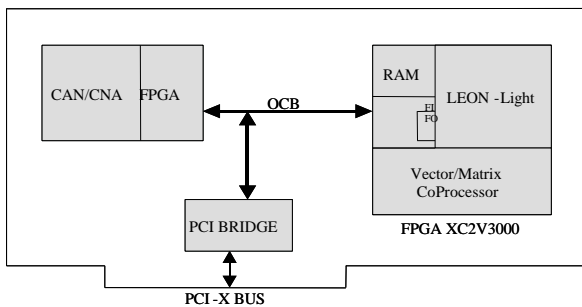 CAN/CNA FPGA
OCB
RAM
LEON -Light
FI
FO
Vector/Matrix
CoProcessor
FPGA XC2V3000
PCI BRIDGE
PCI -X BUS